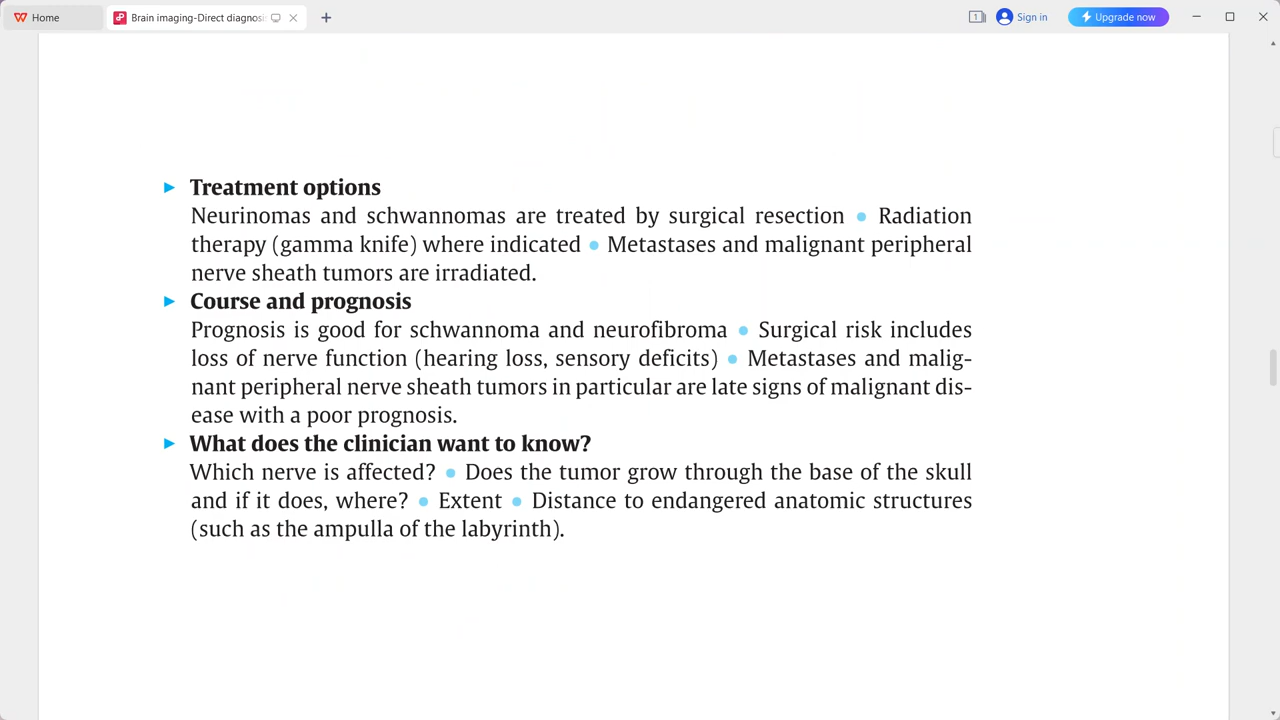 Home
Brain imaging-Direct diagnosi
1
Sign in
Upgrade now
Treatment options
Neurinomas and schwannomas are treated by surgical resection • Radiation
therapy (gamma knife) where indicated • Metastases and malignant peripheral
nerve sheath tumors are irradiated.
Course and prognosis
Prognosis is good for schwannoma and neurofibroma • Surgical risk includes
loss of nerve function (hearing loss, sensory deficits) • Metastases and malig-
nant peripheral nerve sheath tumors in particular are late signs of malignant dis-
ease with a poor prognosis.
What does the clinician want to know?
Which nerve is affected? • Does the tumor grow through the base of the skull
and if it does, where? • Extent • Distance to endangered anatomic structures
(such as the ampulla of the labyrinth).